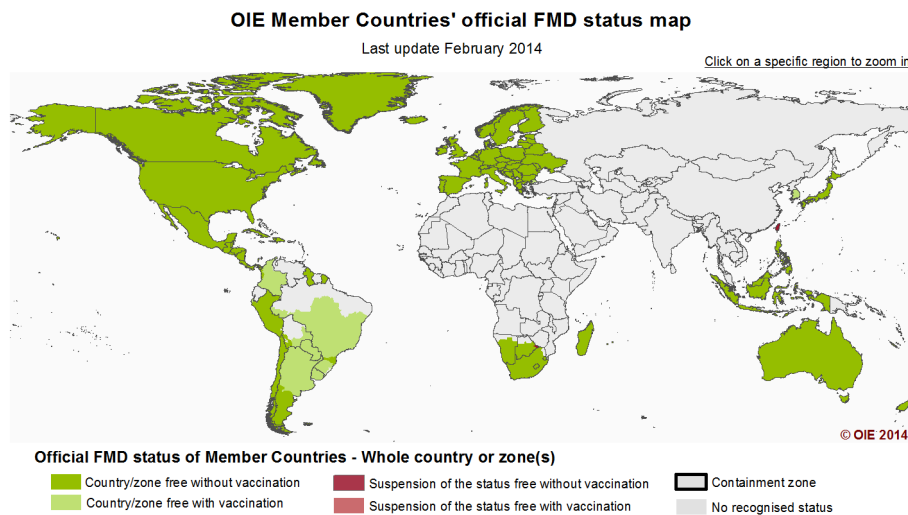 OIE Member Countries' official FMD status map
Last update February 2014
Click on a specific region to zoom in
© OIE 2014
Official FMD status of Member Countries - Whole country or zone(s)
Country/zone free without vaccination
Suspension of the status free without vaccination
Containment zone
Country/zone free with vaccination
Suspension of the status free with vaccination
No recognised status